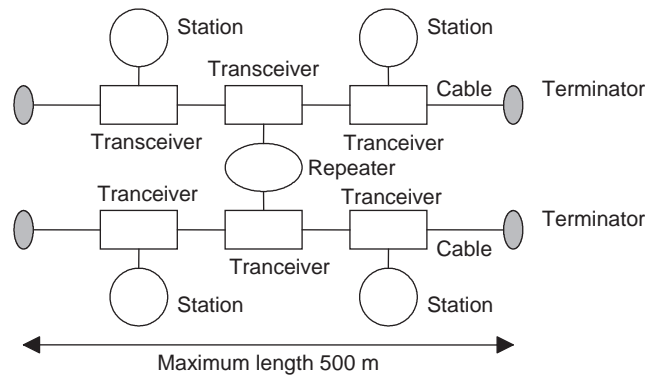 Station
Station
Transceiver
Cable
Terminator
Transceiver
Tranceiver
Repeater
Tranceiver
Tranceiver
Terminator
Tranceiver
Cable
Station
Station
Maximum length 500 m